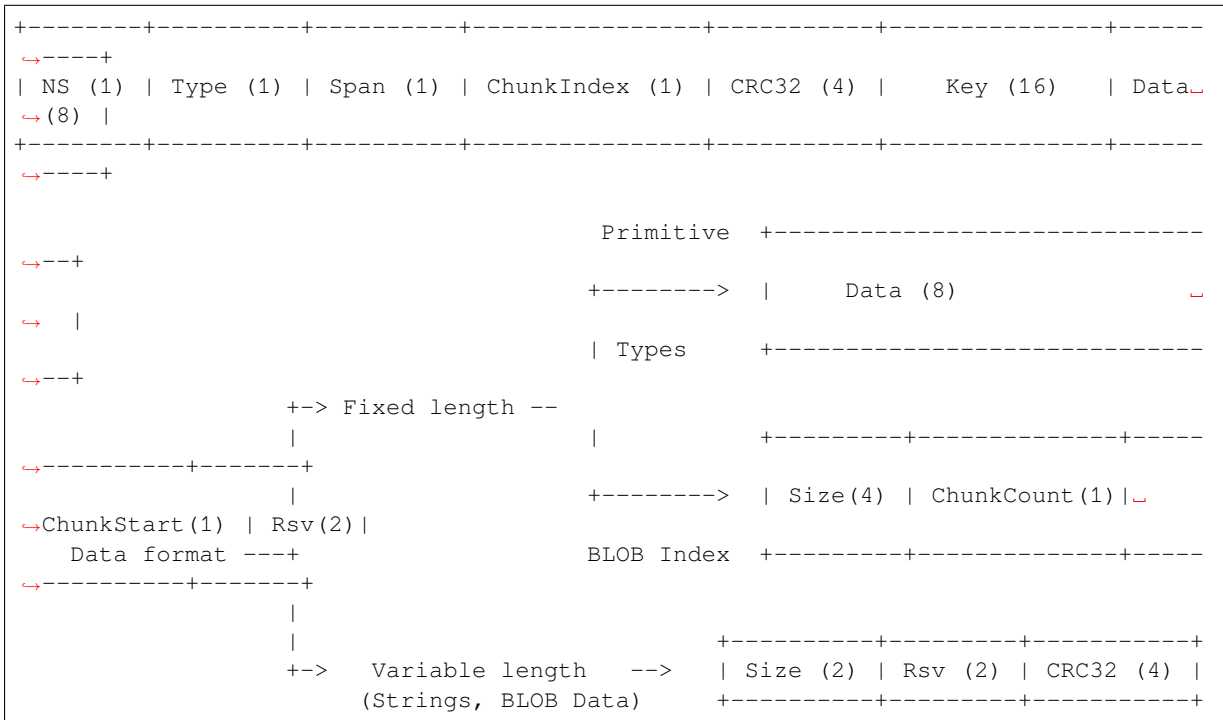 +--------+----------+----------+----------------+-----------+---------------+------
↪----+
| NS (1) | Type (1) | Span (1) | ChunkIndex (1) | CRC32 (4) |    Key (16)   | Data␣
↪(8) |
+--------+----------+----------+----------------+-----------+---------------+------
↪----+
                                         Primitive  +------------------------------
↪--+
                                        +-------->  |     Data (8)                 ␣
↪  |
                                        | Types     +------------------------------
↪--+
                   +-> Fixed length --
                   |                    |           +---------+--------------+-----
↪----------+-------+
                   |                    +-------->  | Size(4) | ChunkCount(1)|␣
↪ChunkStart(1) | Rsv(2)|
    Data format ---+                    BLOB Index  +---------+--------------+-----
↪----------+-------+
                   |
                   |                             +----------+---------+-----------+
                   +->   Variable length   -->   | Size (2) | Rsv (2) | CRC32 (4) |
                        (Strings, BLOB Data)     +----------+---------+-----------+